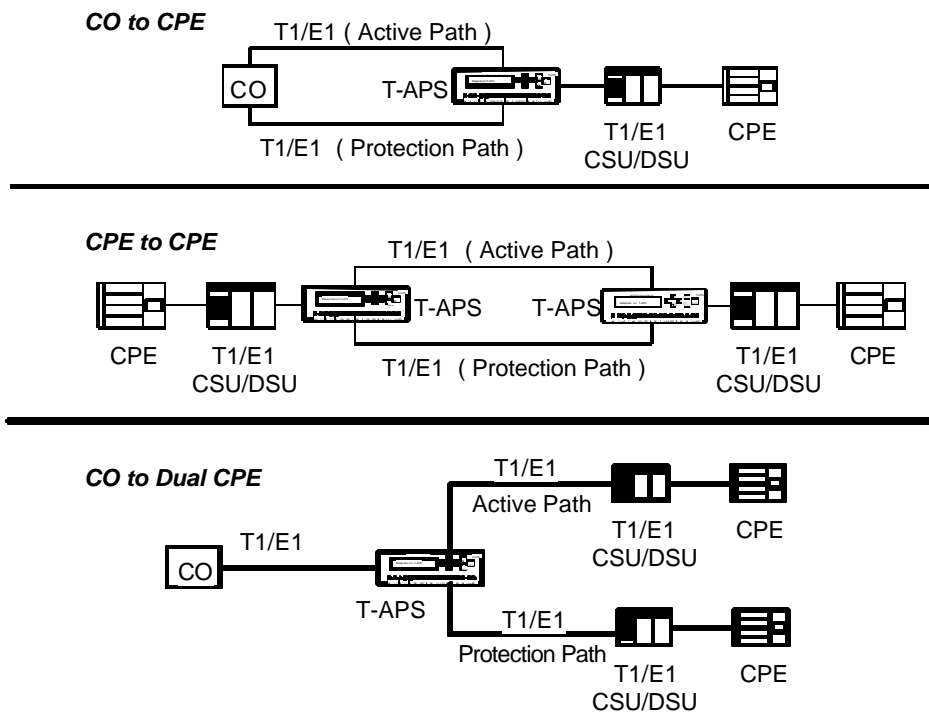 CO to CPE
T1/E1 ( Active Path )
CO
T-APS
T1/E1 ( Protection Path )
T1/E1
CSU/DSU
CPE
CPE to CPE
T1/E1 ( Active Path )
T-APS
T-APS
CPE
T1/E1
CSU/DSU
T1/E1 ( Protection Path )
T1/E1
CSU/DSU
CPE
CO to Dual CPE
T1/E1
Active Path
T1/E1
CSU/DSU
CPE
T1/E1
CO
T-APS
T1/E1
Protection Path
T1/E1
CSU/DSU
CPE